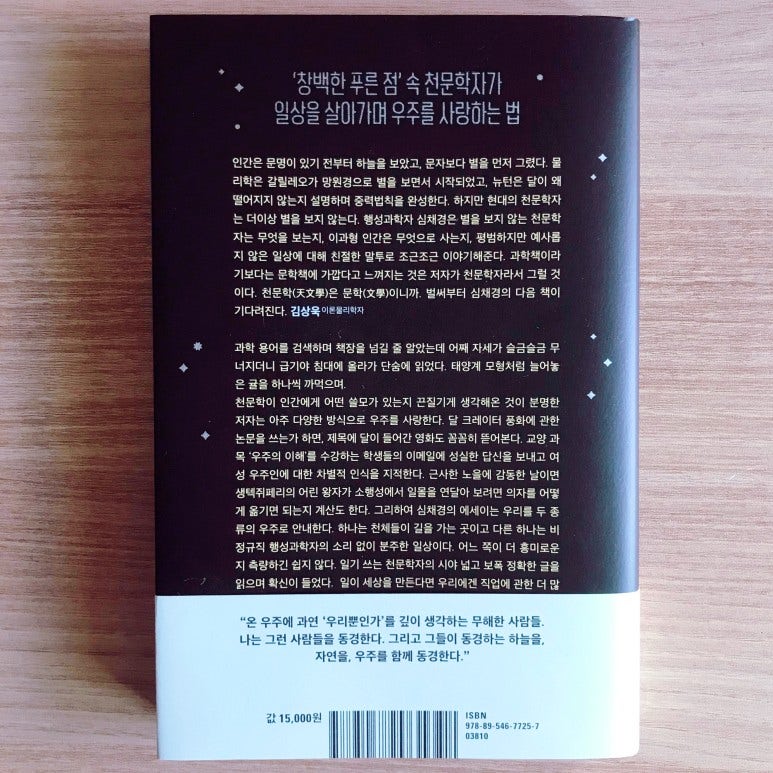 ‘창백한 푸른 점’ 속 천문학자가
일상을 살아가며 우주를 사랑하는 법
인간은 문명이 있기 전부터 하늘을 보았고, 문자보다 별을 먼저 그렸다. 물
리학은 갈릴레오가 망원경으로 별을 보면서 시작되었고, 뉴턴은 달이 왜
떨어지지 않는지 설명하며 중력법칙을 완성한다. 하지만 현대의 천문학자
는 더이상 별을 보지 않는다. 행성과학자 심채경은 별을 보지 않는 천문학
자는 무엇을 보는지, 이과형 인간은 무엇으로 사는지, 평범하지만 예사롭
지 않은 일상에 대해 친절한 말투로 조근조근 이야기해준다. 과학책이라
기보다는 문학책에 가깝다고 느껴지는 것은 저자가 천문학자라서 그럴 것
이다. 천문학(天文學)은 문학(文學)이니까. 벌써부터 심채경의 다음 책이
기다려진다. 김상욱 이론물리학자
과학 용어를 검색하며 책장을 넘길 줄 알았는데 어째 자세가 슬금슬금 무
너지더니 급기야 침대에 올라가 단숨에 읽었다. 태양계 모형처럼 늘어놓
은 귤을 하나씩 까먹으며.
천문학이 인간에게 어떤 쓸모가 있는지 끈질기게 생각해온 것이 분명한
저자는 아주 다양한 방식으로 우주를 사랑한다. 달 크레이터 풍화에 관한
논문을 쓰는가 하면, 제목에 달이 들어간 영화도 꼼꼼히 뜯어본다. 교양 과
목 ‘우주의 이해’를 수강하는 학생들의 이메일에 성실한 답신을 보내고 여
성 우주인에 대한 차별적 인식을 지적한다. 근사한 노을에 감동한 날이면
생텍쥐페리의 어린 왕자가 소행성에서 일몰을 연달아 보려면 의자를 어떻
게 옮기면 되는지 계산도 한다. 그리하여 심채경의 에세이는 우리를 두 종
류의 우주로 안내한다. 하나는 천체들이 길을 가는 곳이고 다른 하나는 비
정규직 행성과학자의 소리 없이 분주한 일상이다. 어느 쪽이 더 흥미로운
지 측량하긴 쉽지 않다. 일기 쓰는 천문학자의 시야 넓고 보폭 정확한 글을
읽으며 확신이 들었다. 일이 세상을 만든다면 우리에겐 직업에 관한 더 많
“온 우주에 과연 ‘우리뿐인가’를 깊이 생각하는 무해한 사람들.
나는 그런 사람들을 동경한다. 그리고 그들이 동경하는 하늘을,
자연을, 우주를 함께 동경한다.”
값 15,000원
ISBN
978-89-546-7725-7
03810